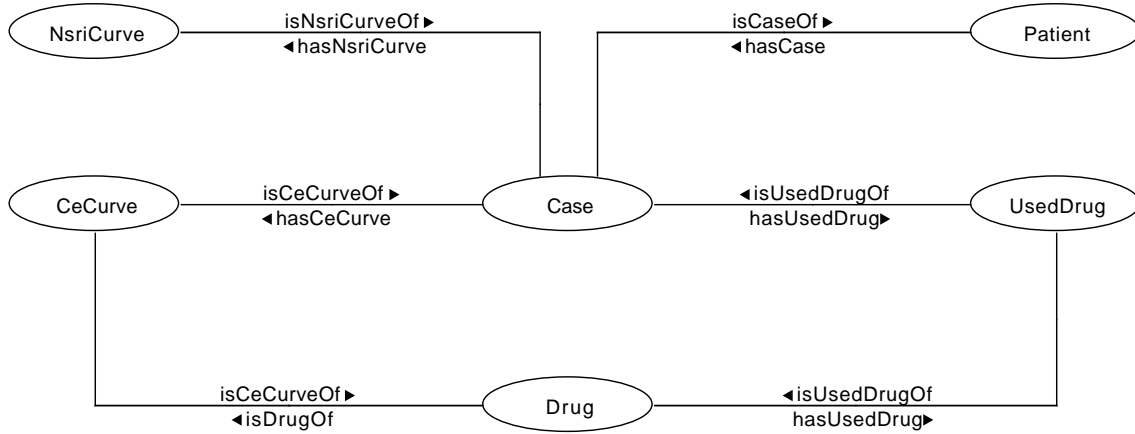 isNsriCurveOf ▶
isCaseOf ▶
NsriCurve
Patient
◀ hasNsriCurve
◀ hasCase
isCeCurveOf ▶
◀ isUsedDrugOf
CeCurve
Case
UsedDrug
◀ hasCeCurve
hasUsedDrug▶
isCeCurveOf ▶
◀ isUsedDrugOf
Drug
◀ isDrugOf
hasUsedDrug▶